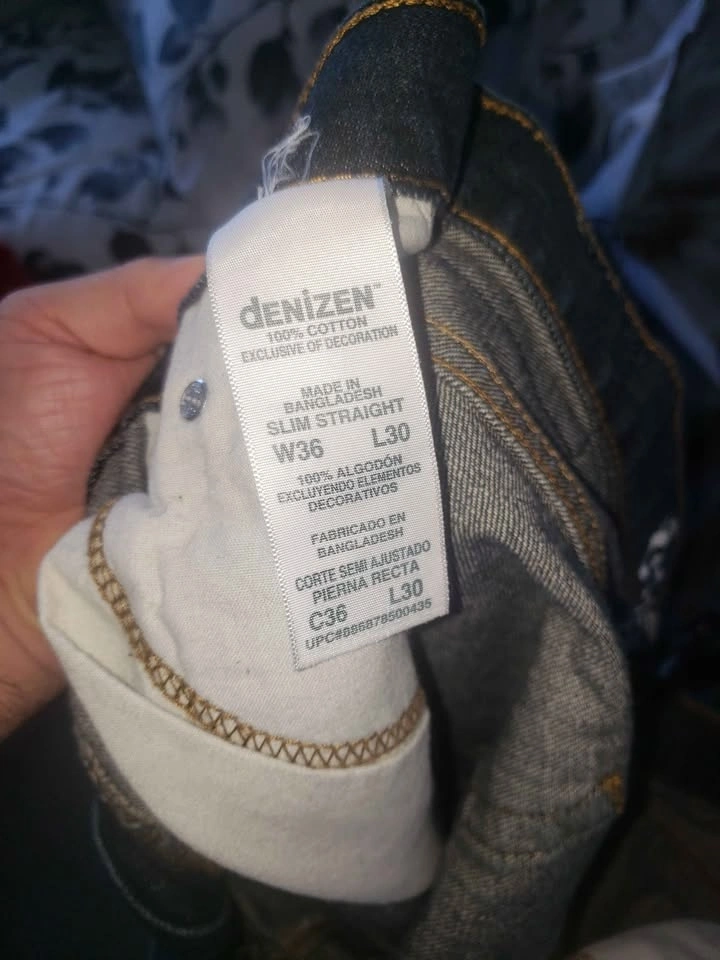 dENiZEN™
100% COTTON
EXCLUSIVE OF DECORATION
MADE IN
BANGLADESH
SLIM STRAIGHT
W36 L30
100% ALGODÓN
EXCLUYENDO ELEMENTOS
DECORATIVOS
FABRICADO EN
BANGLADESH
CORTE SEMI AJUSTADO
PIERNA RECTA
C36 L30
UPC#886878500435